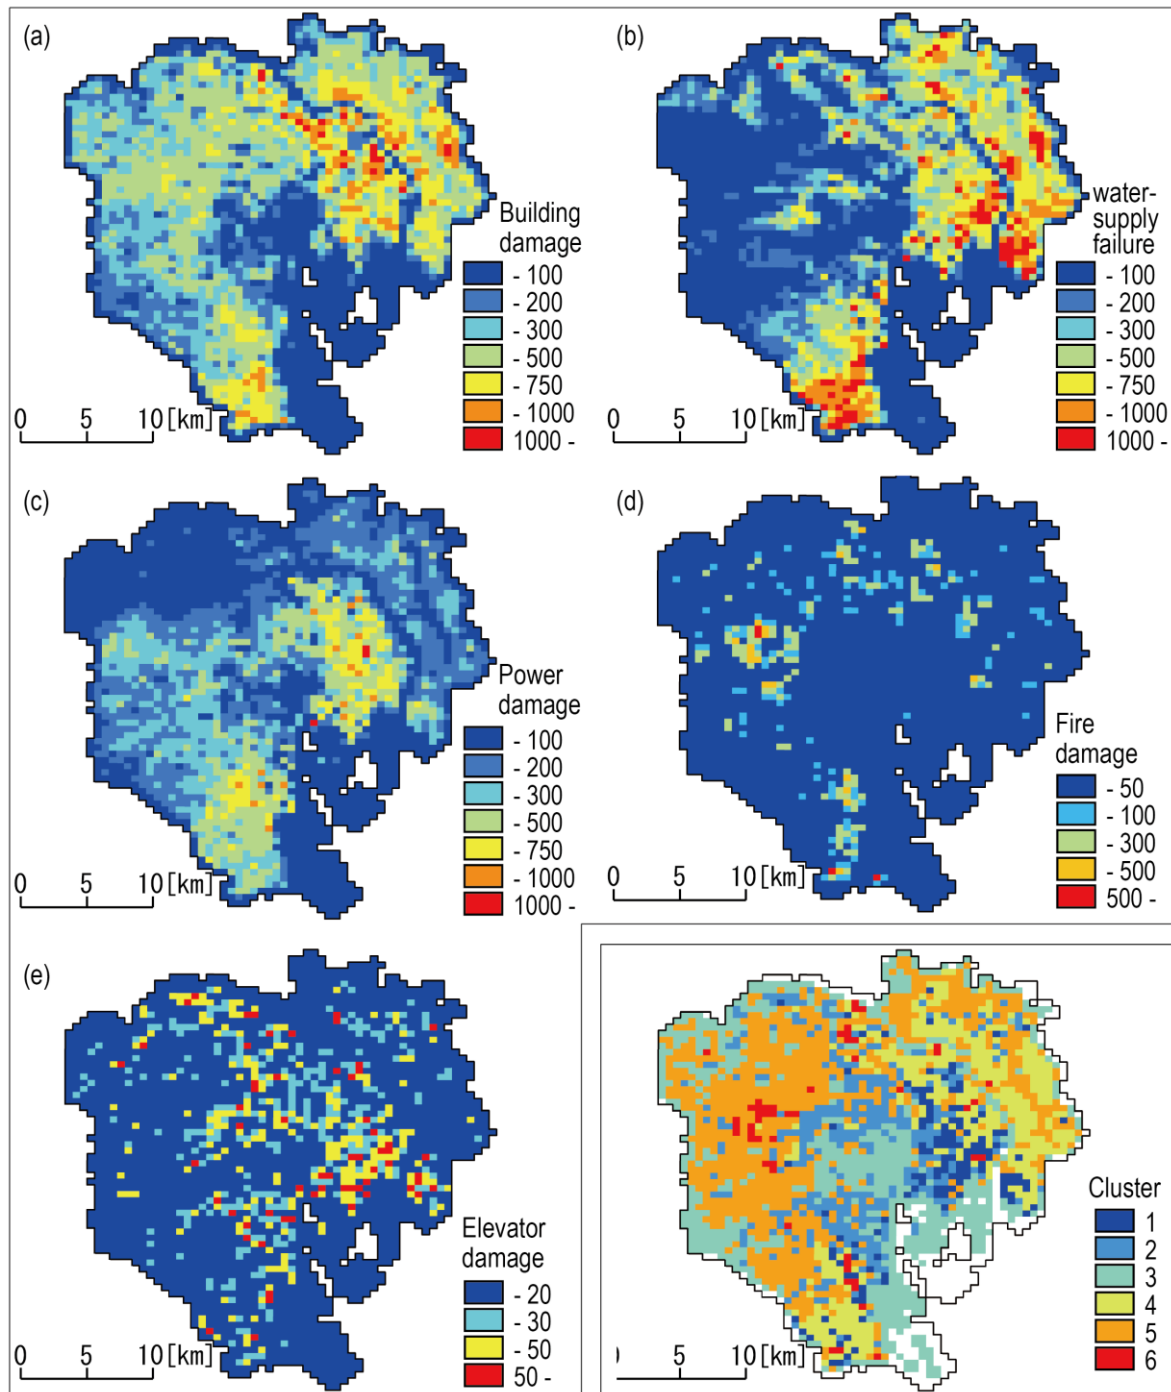 (a)
Building
damage
- 100
- 200
- 300
- 500
- 750
- 1000
1000 -
0 5 10 [km]
(b)
water-
supply
failure
- 100
- 200
- 300
- 500
- 750
- 1000
1000 -
0 5 10 [km]
(c)
Power
damage
- 100
- 200
- 300
- 500
- 750
- 1000
1000 -
0 5 10 [km]
(d)
Fire
damage
- 50
- 100
- 300
- 500
500 -
0 5 10 [km]
(e)
Elevator
damage
- 20
- 30
- 50
50 -
0 5 10 [km]
Cluster
1
2
3
4
5
6
0 5 10 [km]